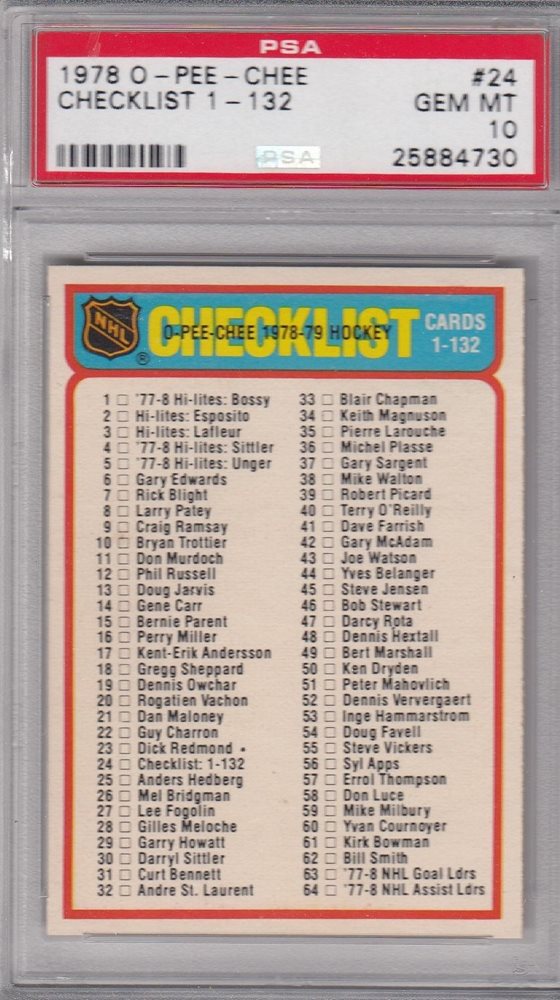 PSA
1978 O-PEE-CHEE #24
CHECKLIST 1-132 GEM MT
10
PSA 25884730
NHL
®
CHECKLIST
O-PEE-CHEE 1978-79 HOCKEY
CARDS
1-132
1 □ '77-8 Hi-lites: Bossy
2 □ Hi-lites: Esposito
3 □ Hi-lites: Lafleur
4 □ '77-8 Hi-lites: Sittler
5 □ '77-8 Hi-lites: Unger
6 □ Gary Edwards
7 □ Rick Blight
8 □ Larry Patey
9 □ Craig Ramsay
10 □ Bryan Trottier
11 □ Don Murdoch
12 □ Phil Russell
13 □ Doug Jarvis
14 □ Gene Carr
15 □ Bernie Parent
16 □ Perry Miller
17 □ Kent-Erik Andersson
18 □ Gregg Sheppard
19 □ Dennis Owchar
20 □ Rogatien Vachon
21 □ Dan Maloney
22 □ Guy Charron
23 □ Dick Redmond
24 □ Checklist: 1-132
25 □ Anders Hedberg
26 □ Mel Bridgman
27 □ Lee Fogolin
28 □ Gilles Meloche
29 □ Garry Howatt
30 □ Darryl Sittler
31 □ Curt Bennett
32 □ Andre St. Laurent
33 □ Blair Chapman
34 □ Keith Magnuson
35 □ Pierre Larouche
36 □ Michel Plasse
37 □ Gary Sargent
38 □ Mike Walton
39 □ Robert Picard
40 □ Terry O'Reilly
41 □ Dave Farrish
42 □ Gary McAdam
43 □ Joe Watson
44 □ Yves Belanger
45 □ Steve Jensen
46 □ Bob Stewart
47 □ Darcy Rota
48 □ Dennis Hextall
49 □ Bert Marshall
50 □ Ken Dryden
51 □ Peter Mahovlich
52 □ Dennis Ververgaert
53 □ Inge Hammarstrom
54 □ Doug Favell
55 □ Steve Vickers
56 □ Syl Apps
57 □ Errol Thompson
58 □ Don Luce
59 □ Mike Milbury
60 □ Yvan Cournoyer
61 □ Kirk Bowman
62 □ Bill Smith
63 □ '77-8 NHL Goal Ldrs
64 □ '77-8 NHL Assist Ldrs